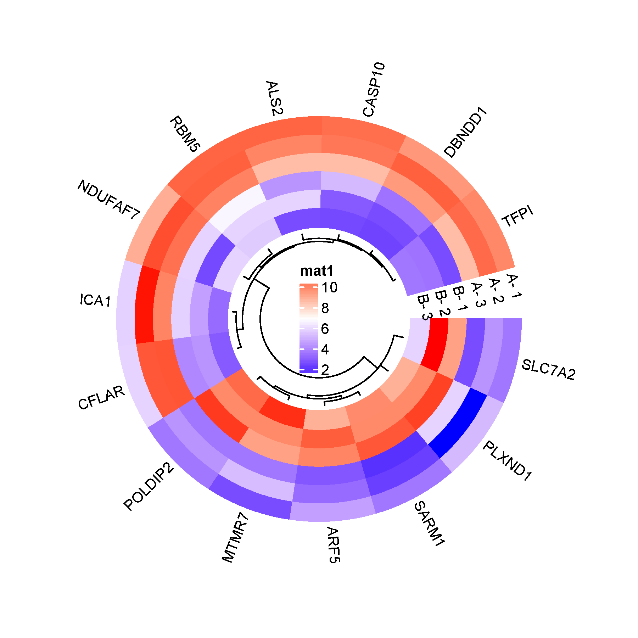 ALS2
CASP10
RBM5
DBNDD1
NDUFAF7
TFPI
mat1
10
8
6
4
2
B- 3
B- 2
B- 1
A- 3
A- 2
A- 1
ICA1
SLC7A2
CFLAR
PLXND1
POLDIP2
SARM1
MTMR7
ARF5